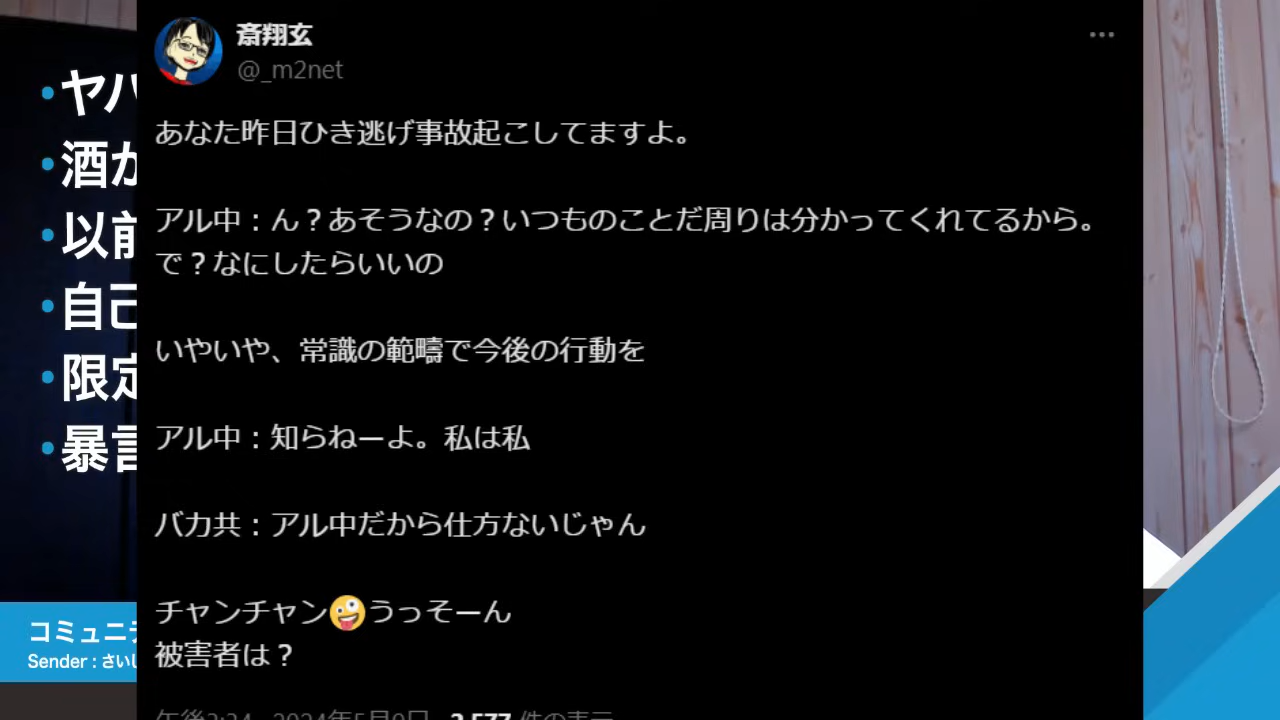 斎翔玄
@_m2net
あなた昨日ひき逃げ事故起こしてますよ。
アル中：ん？あそうなの？いつものことだ周りは分かってくれてるから。
で？なにしたらいいの
いやいや、常識の範疇で今後の行動を
アル中：知らねーよ。私は私
バカ共：アル中だから仕方ないじゃん
チャンチャン🤪うっそーん
被害者は？
•ヤバ
•酒か
•以前
•自己
•限定
•暴言
コミュニテ
Sender : さいし